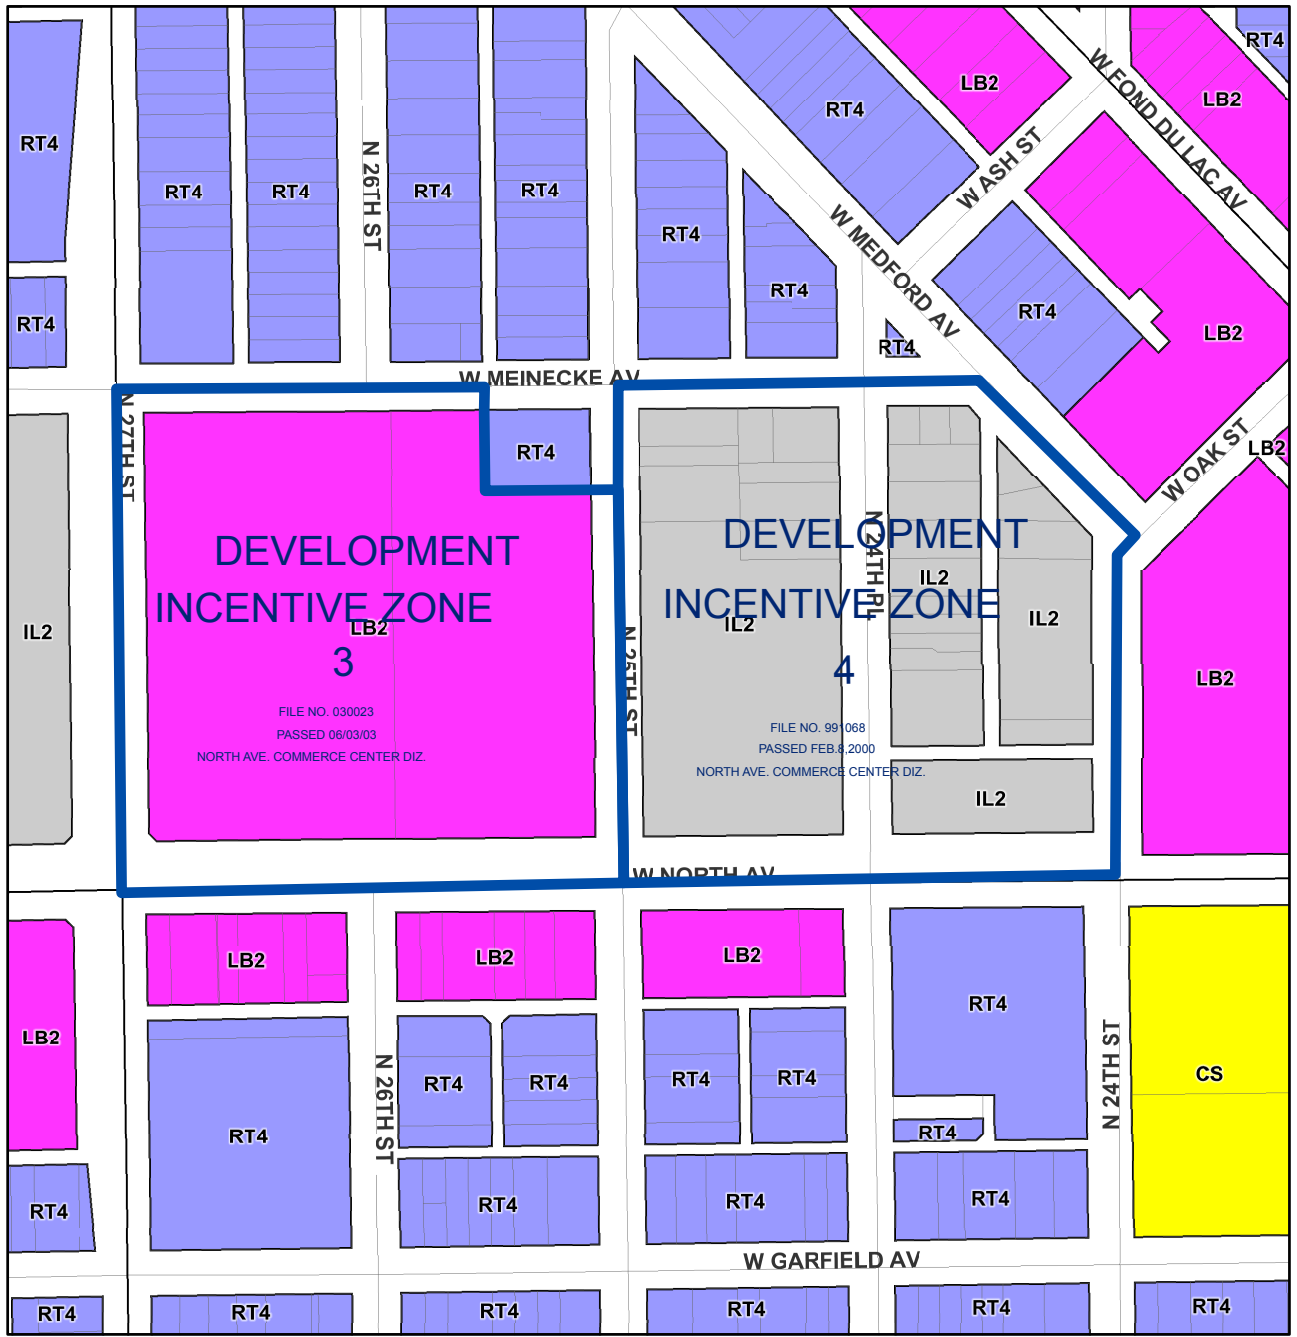 RT4
LB2
W FOND DU LAC AV
LB2
RT4
RT4
W ASH ST
RT4
N 26TH ST
RT4
RT4
RT4
RT4
RT4
W MEDFORD AV
RT4
RT4
RT4
RT4
LB2
RT4
W MEINECKE AV
N 27TH ST
RT4
W OAK ST
LB2
DEVELOPMENT
INCENTIVE ZONE
3
LB2
FILE NO. 030023
PASSED 06/03/03
NORTH AVE. COMMERCE CENTER DIZ.
DEVELOPMENT
INCENTIVE ZONE
4
N 24TH PL
IL2
IL2
IL2
IL2
FILE NO. 991068
PASSED FEB.8,2000
NORTH AVE. COMMERCE CENTER DIZ.
N 25TH ST
LB2
IL2
W NORTH AV
LB2
LB2
LB2
RT4
LB2
N 26TH ST
RT4
RT4
RT4
RT4
N 24TH ST
CS
RT4
RT4
RT4
RT4
RT4
RT4
W GARFIELD AV
RT4
RT4
RT4
RT4
RT4
RT4